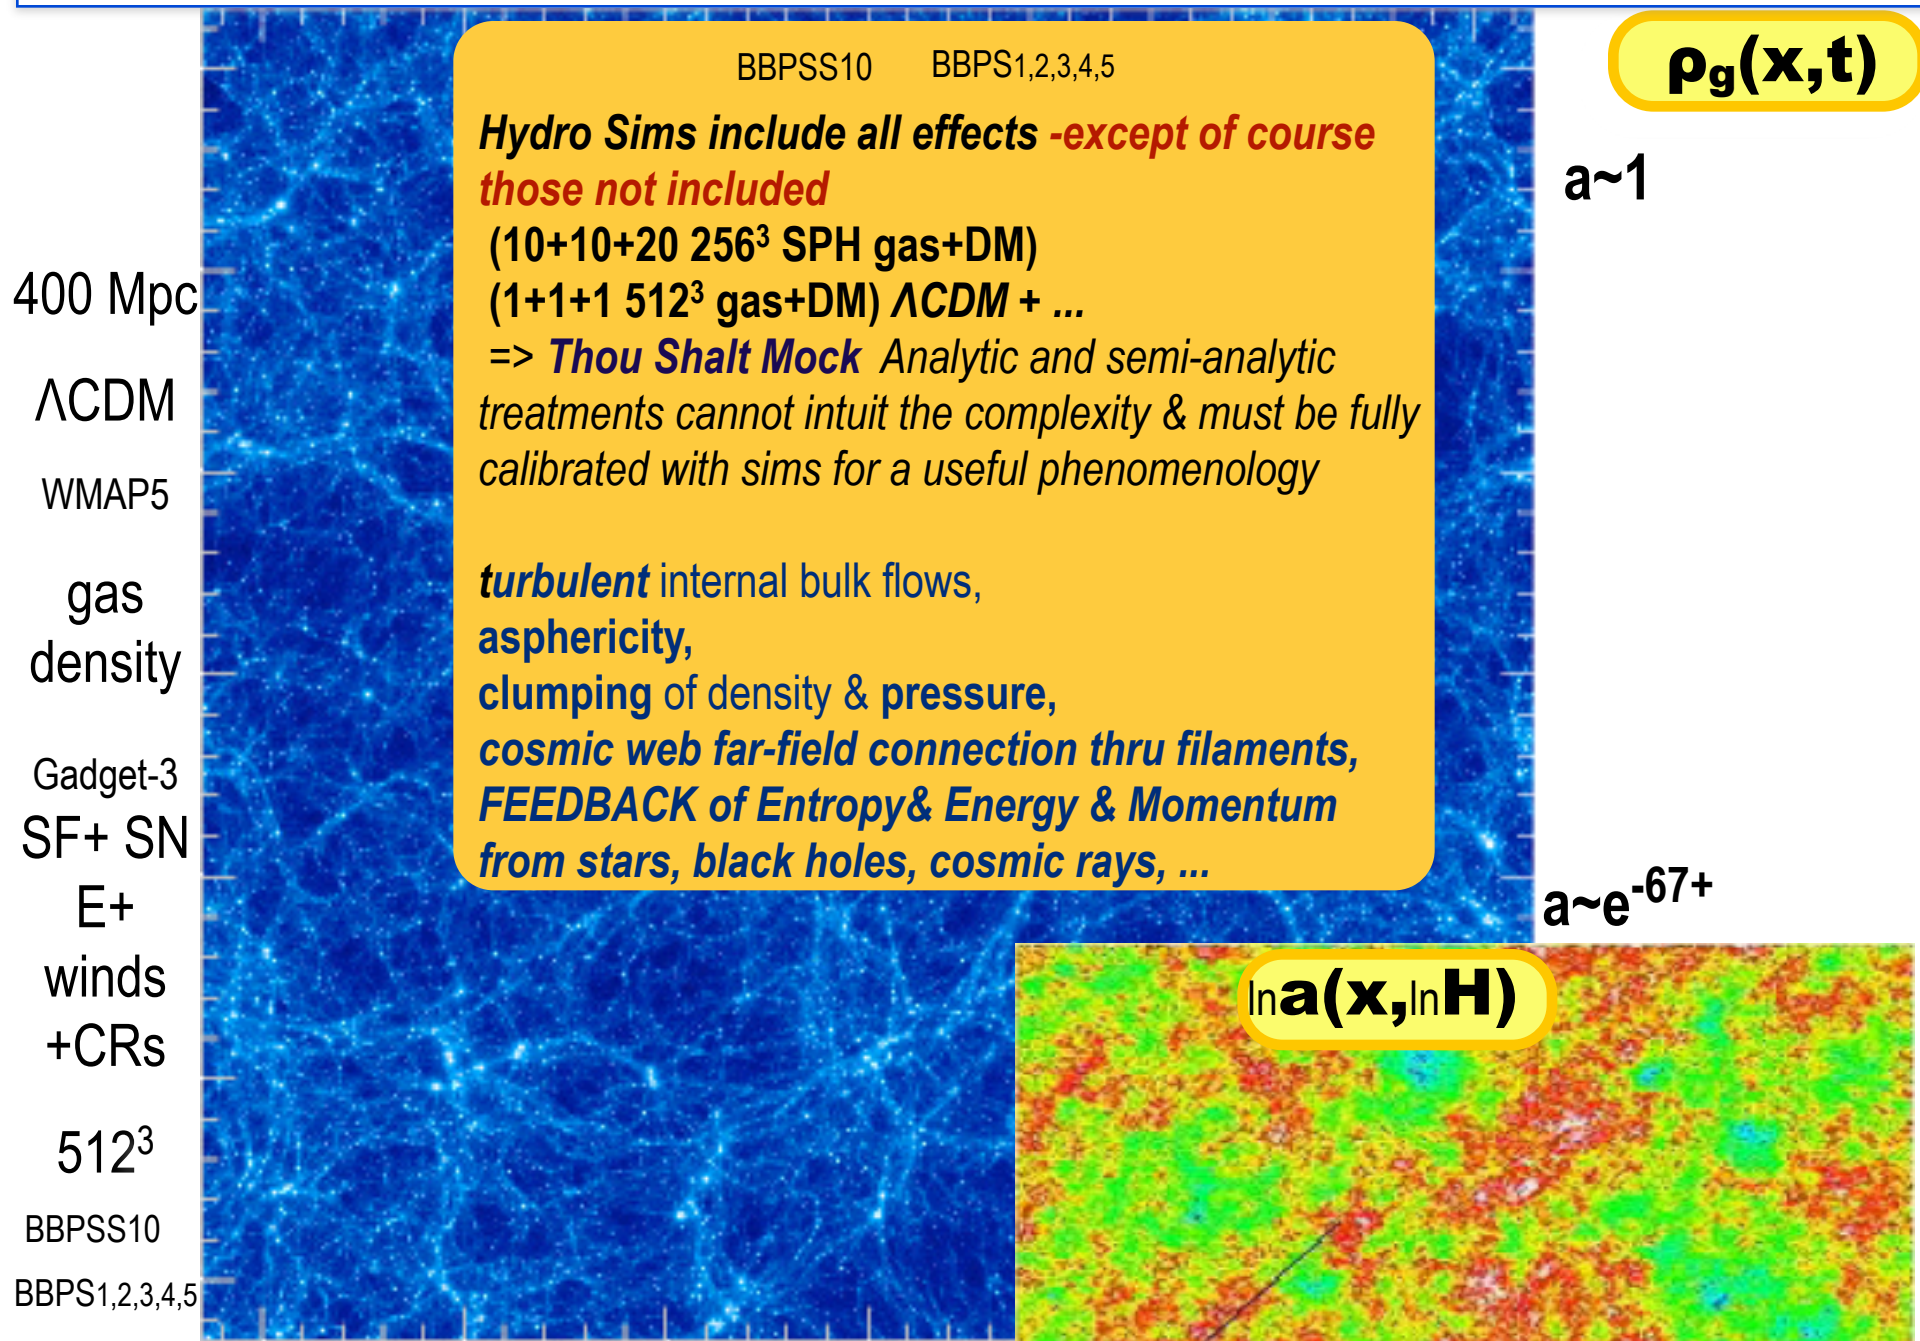 BBPSS10 BBPS1,2,3,4,5
Hydro Sims include all effects -except of course
those not included
(10+10+20 256³ SPH gas+DM)
(1+1+1 512³ gas+DM) ΛCDM + ...
=> Thou Shalt Mock Analytic and semi-analytic
treatments cannot intuit the complexity & must be fully
calibrated with sims for a useful phenomenology
turbulent internal bulk flows,
asphericity,
clumping of density & pressure,
cosmic web far-field connection thru filaments,
FEEDBACK of Entropy& Energy & Momentum
from stars, black holes, cosmic rays, ...
400 Mpc
ΛCDM
WMAP5
gas
density
Gadget-3
SF+ SN
E+
winds
+CRs
512³
BBPSS10
BBPS1,2,3,4,5
ρg(x,t)
a~1
a~e⁻⁶⁷⁺
lna(x,lnH)